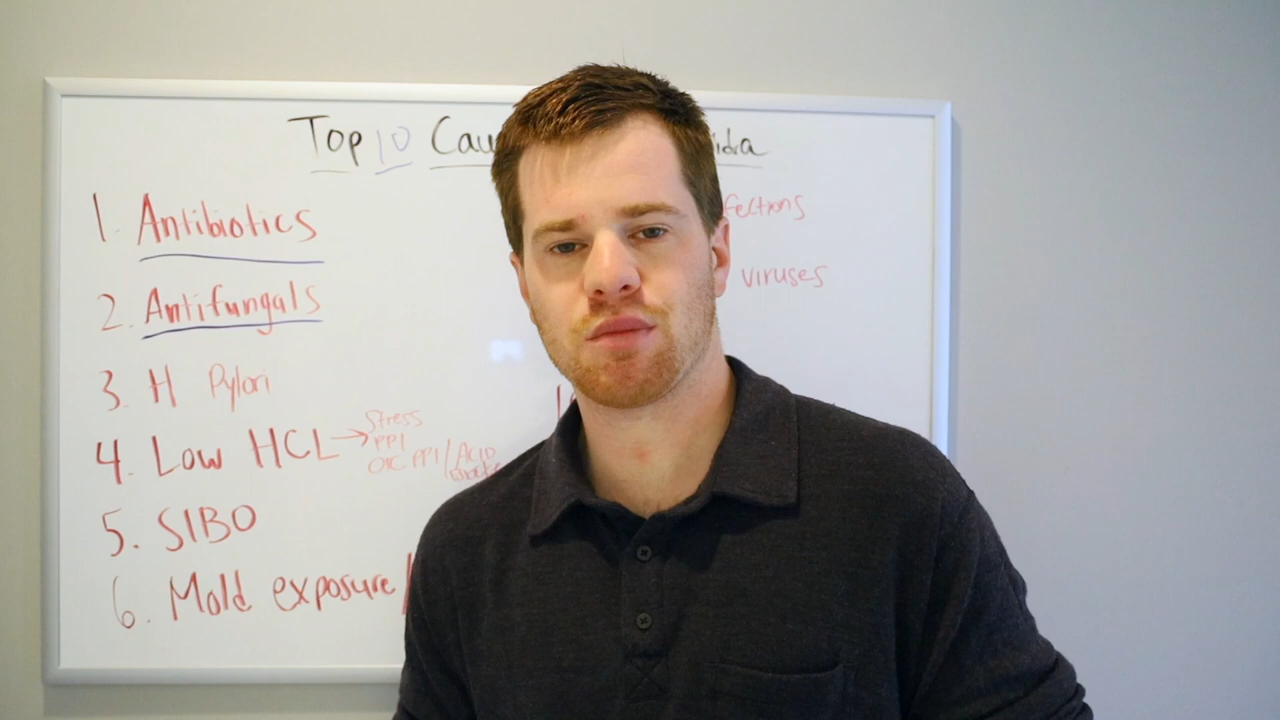 Top 10 Cau idra
1. Antibiotics
2. Antifungals
3. H Pylori
4. Low HCL → Stress
PPI
OTC PPI / Acid
5. SIBO
6. Mold exposure/
fections
viruses